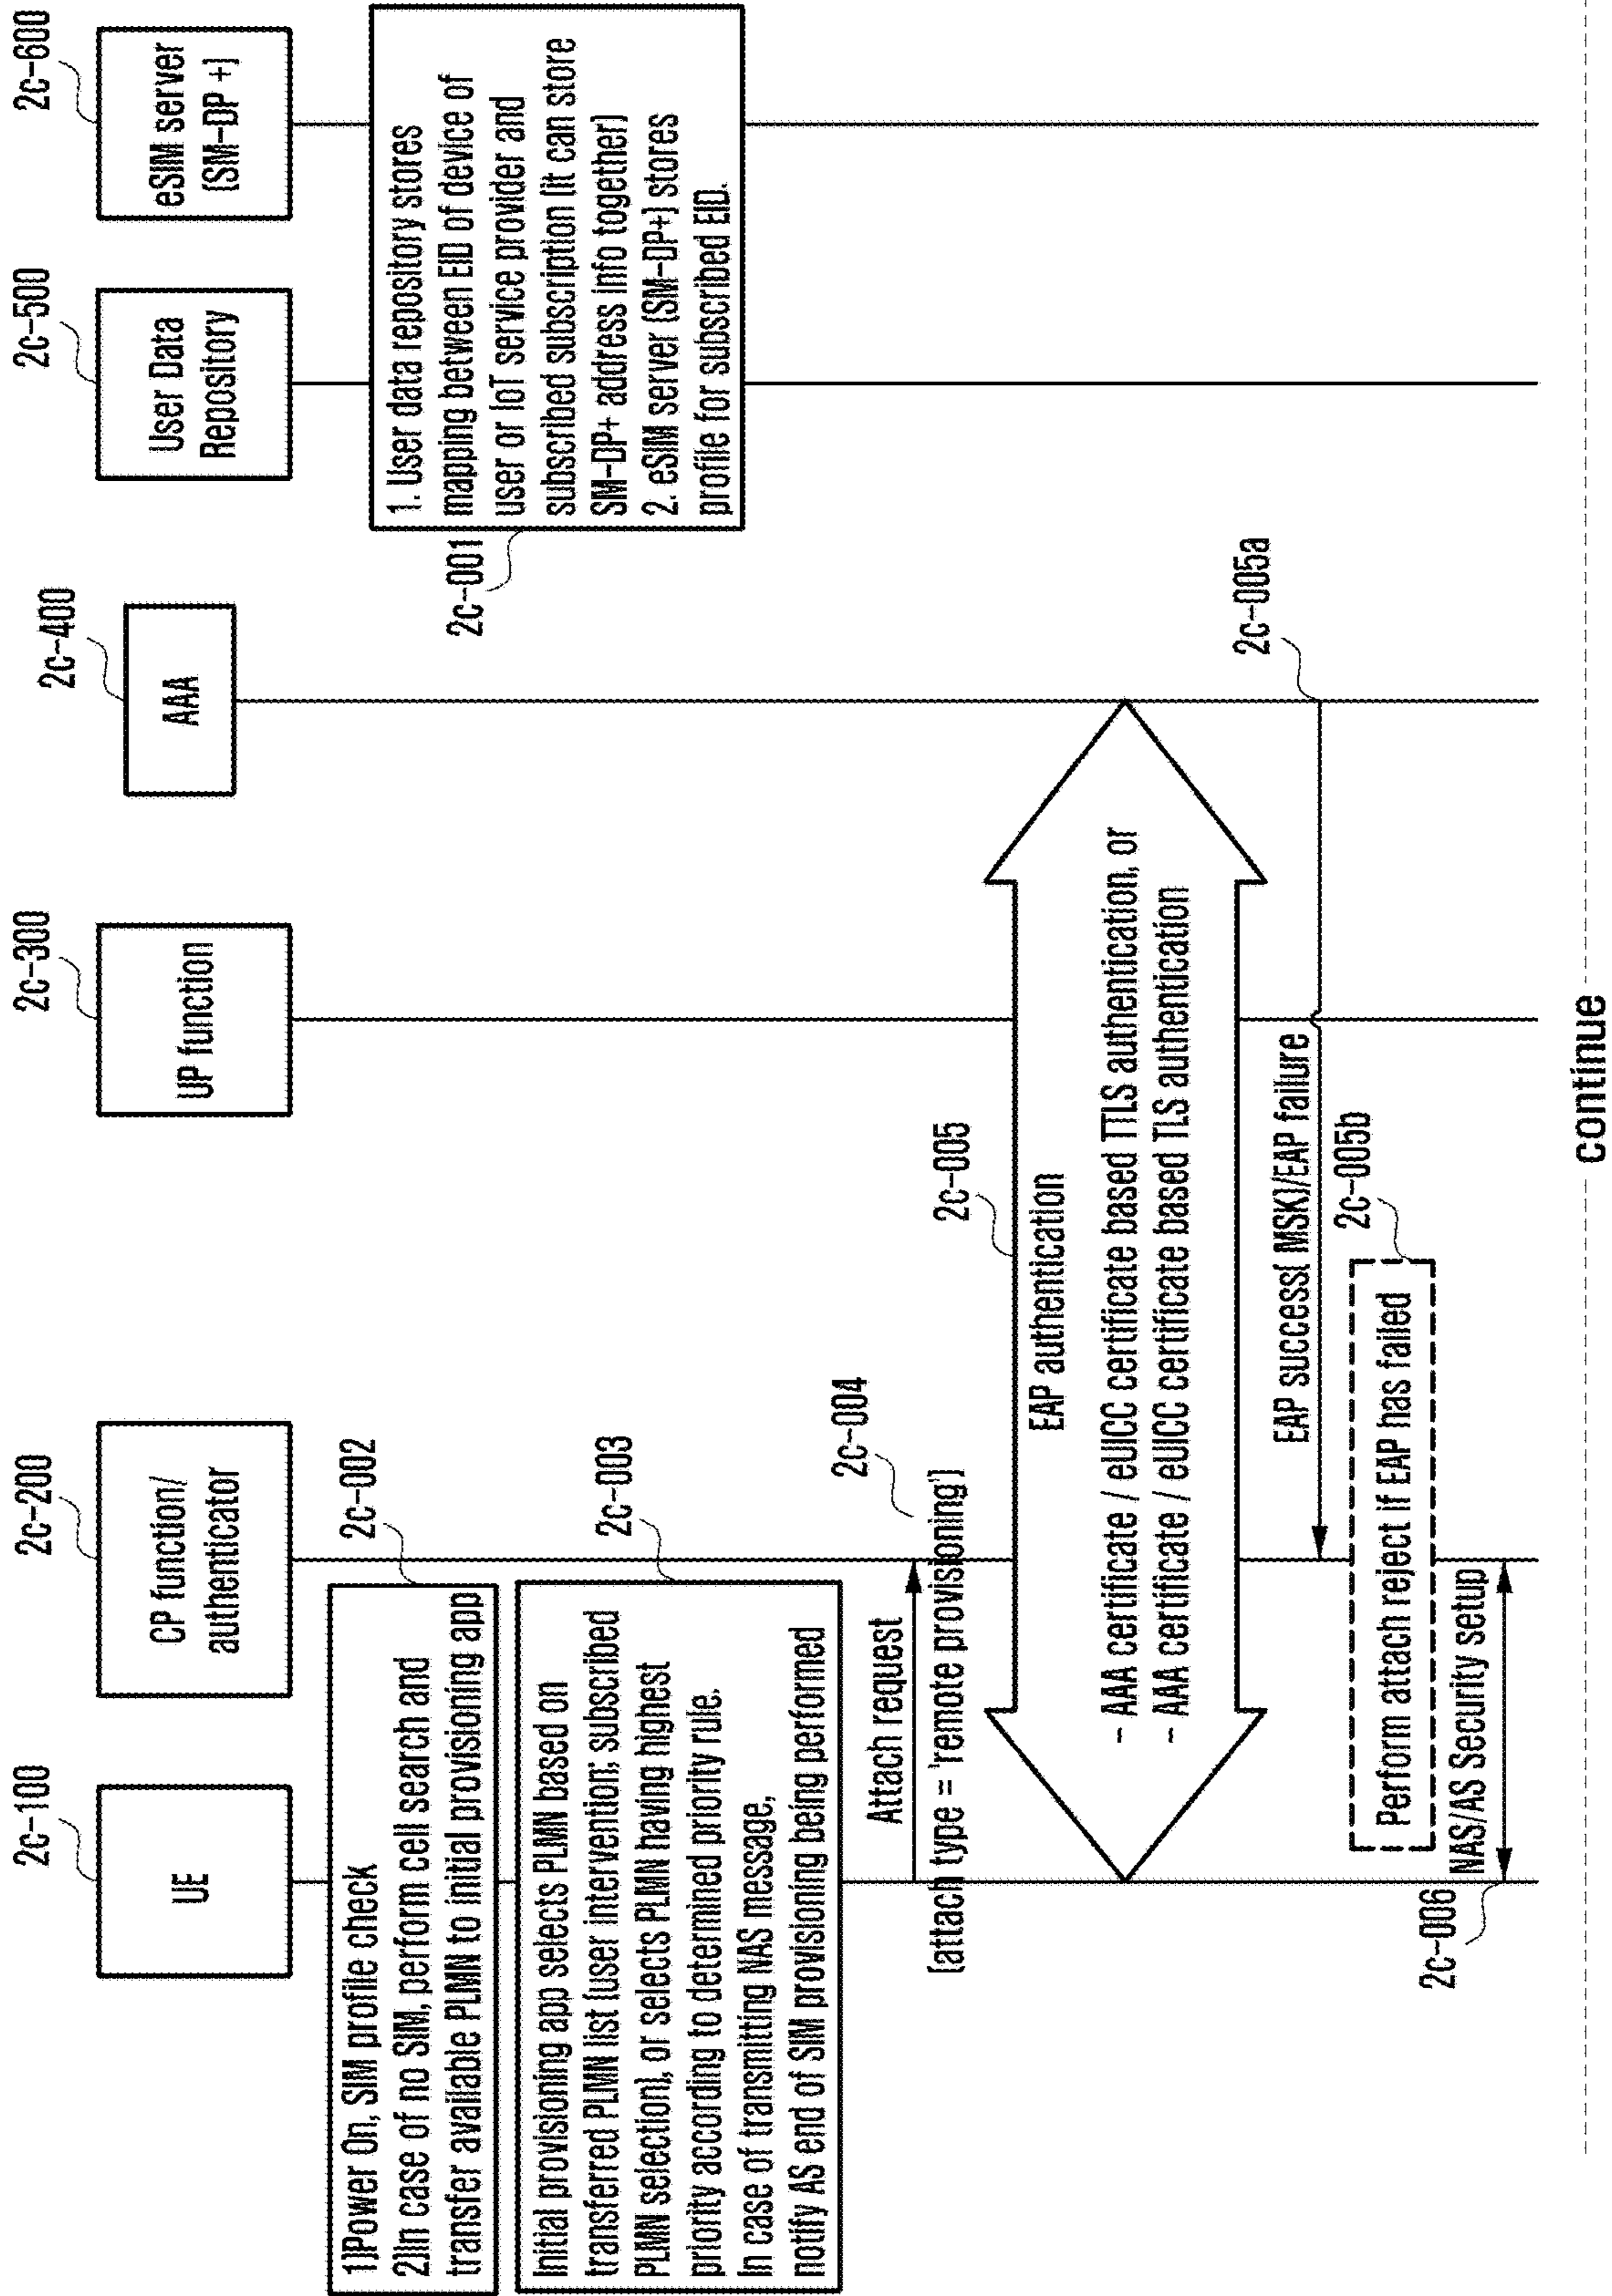 2c-100
2c-200
2c-300
2c-400
2c-500
2c-600
UE
CP function/
authenticator
UP function
AAA
User Data
Repository
eSIM server
(SM-DP +)
1. User data repository stores
mapping between EID of device of
user or IoT service provider and
subscribed subscription (it can store
SM-DP+ address info together)
2. eSIM server (SM-DP+) stores
profile for subscribed EID.
2c-001
2c-002
1)Power On, SIM profile check
2)In case of no SIM, perform cell search and
transfer available PLMN to initial provisioning app
2c-003
Initial provisioning app selects PLMN based on
transferred PLMN list (user intervention; subscribed
PLMN selection), or selects PLMN having highest
priority according to determined priority rule.
In case of transmitting NAS message,
notify AS end of SIM provisioning being performed
2c-004
Attach request
(attach type = 'remote provisioning')
2c-005
EAP authentication
- AAA certificate / eUICC certificate based TTLS authentication, or
- AAA certificate / eUICC certificate based TLS authentication
2c-005a
EAP success( MSK)/EAP failure
2c-005b
Perform attach reject if EAP has failed
NAS/AS Security setup
2c-006
continue